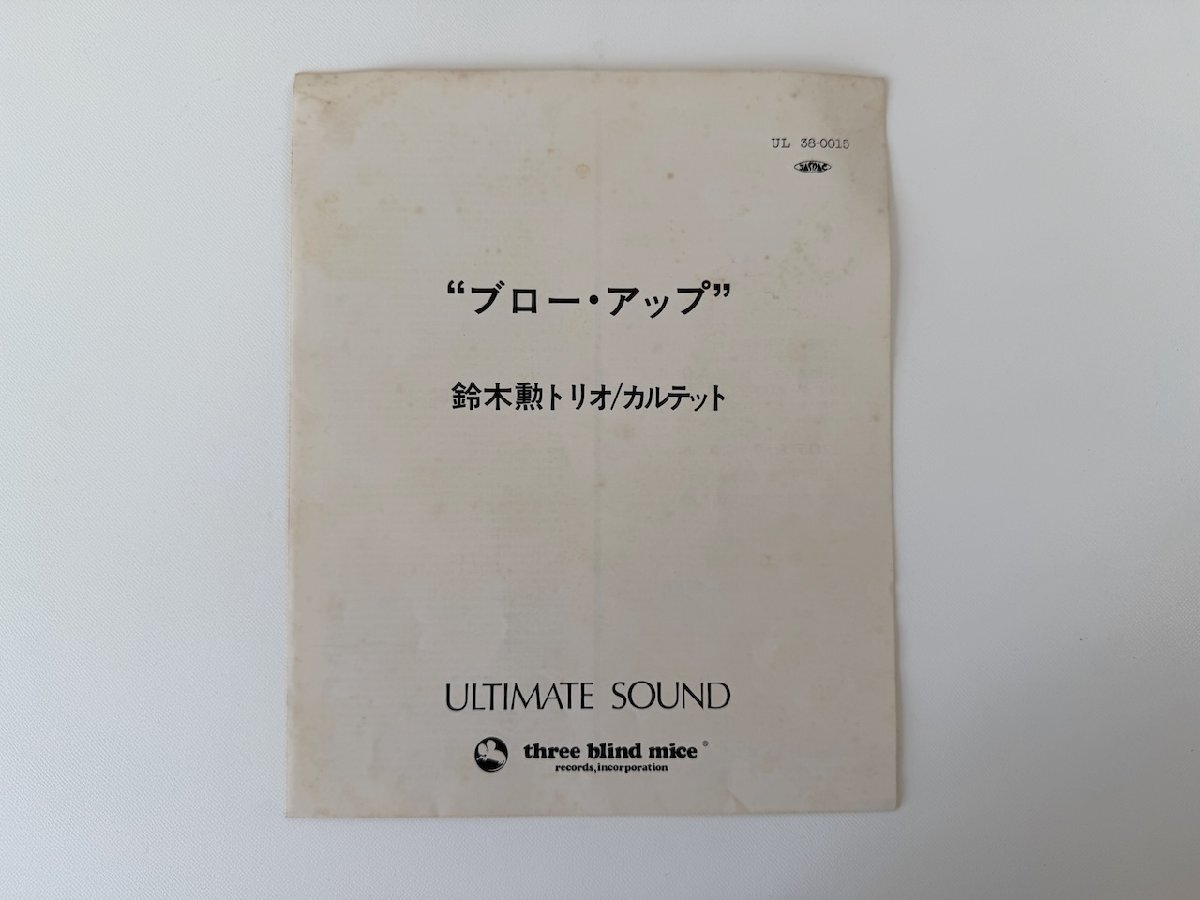 UL 38-0015
JASRAC
“ブロー・アップ”
鈴木勲トリオ/カルテット
ULTIMATE SOUND
three blind mice ®
records, incorporation